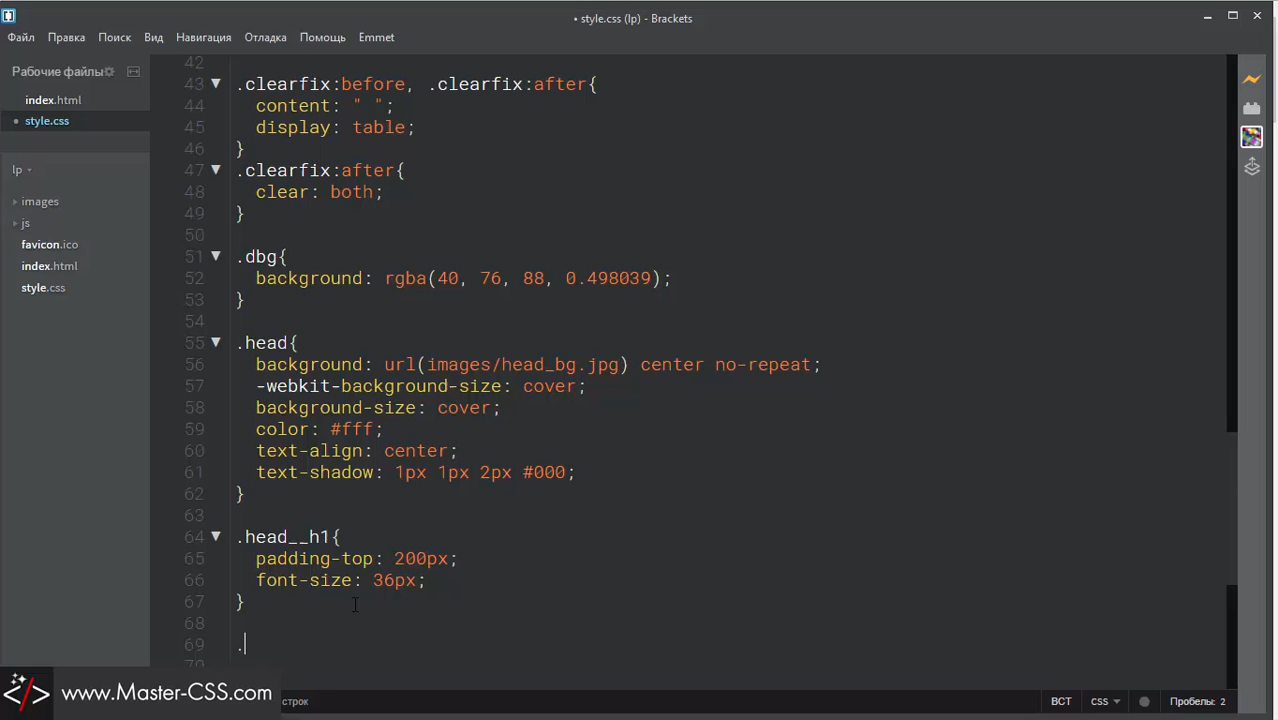 • style.css (lp) - Brackets
Файл Правка Поиск Вид Навигация Отладка Помощь Emmet
Рабочие файлы
index.html
• style.css
lp
images
js
favicon.ico
index.html
style.css
42
43 .clearfix:before, .clearfix:after{
44 content: " ";
45 display: table;
46 }
47 .clearfix:after{
48 clear: both;
49 }
50
51 .dbg{
52 background: rgba(40, 76, 88, 0.498039);
53 }
54
55 .head{
56 background: url(images/head_bg.jpg) center no-repeat;
57 -webkit-background-size: cover;
58 background-size: cover;
59 color: #fff;
60 text-align: center;
61 text-shadow: 1px 1px 2px #000;
62 }
63
64 .head__h1{
65 padding-top: 200px;
66 font-size: 36px;
67 }
68
69 .
70
</> www.Master-CSS.com
строк ВСТ CSS Пробелы: 2